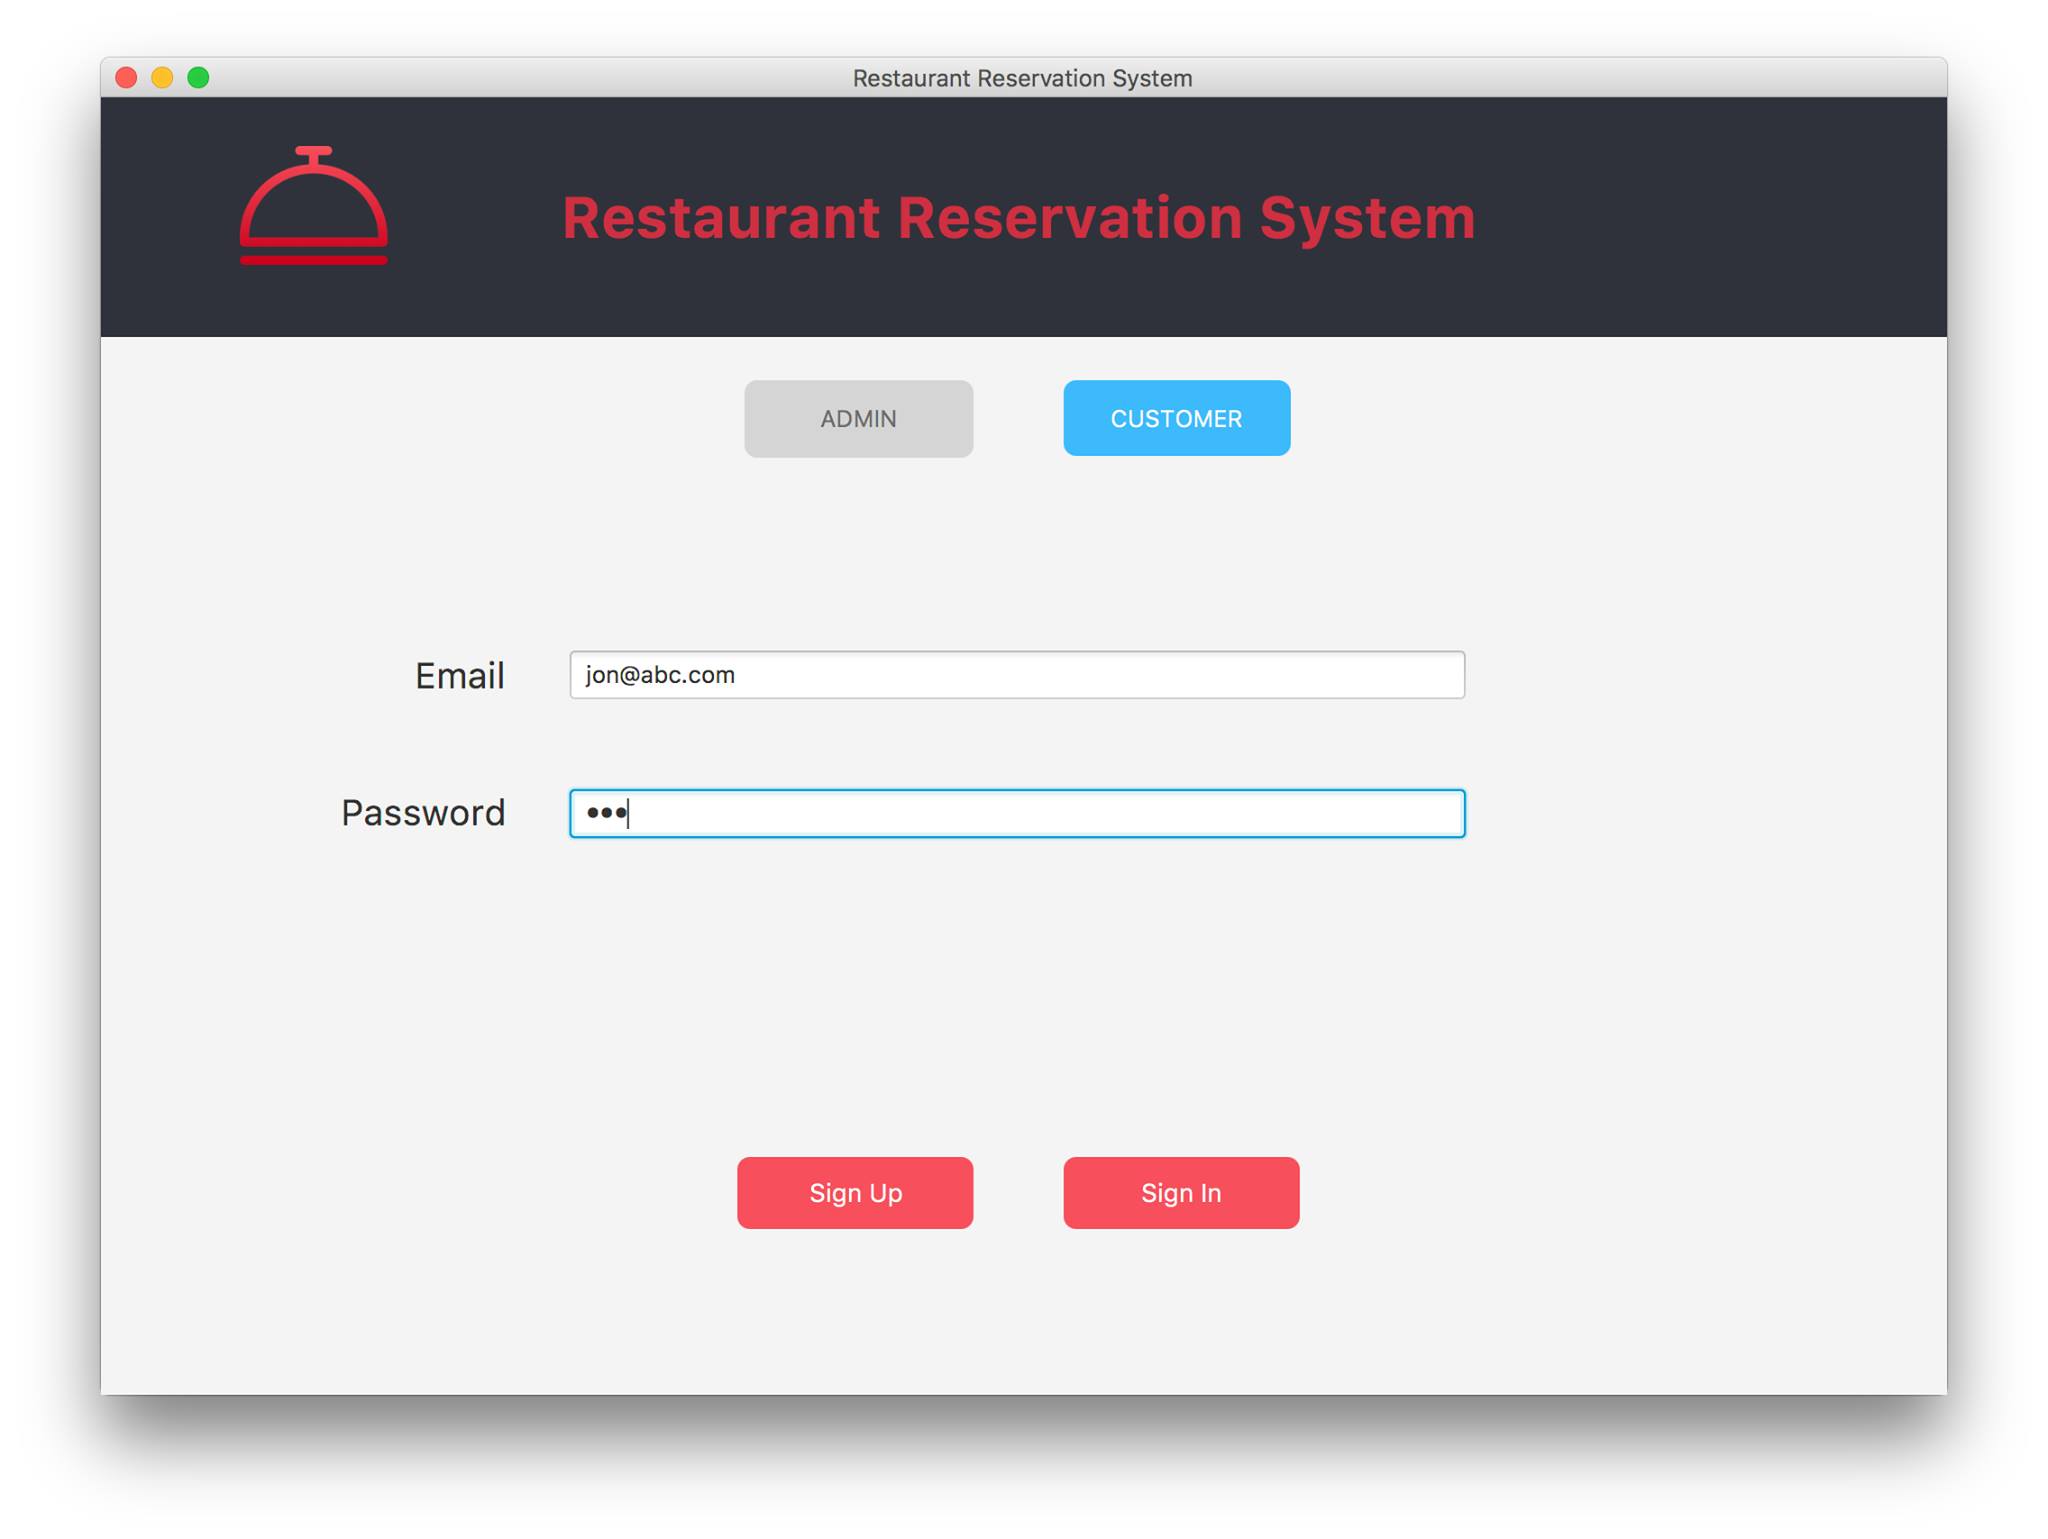 Restaurant Reservation System
Restaurant Reservation System
ADMIN CUSTOMER
Email jon@abc.com
Password •••
Sign Up Sign In